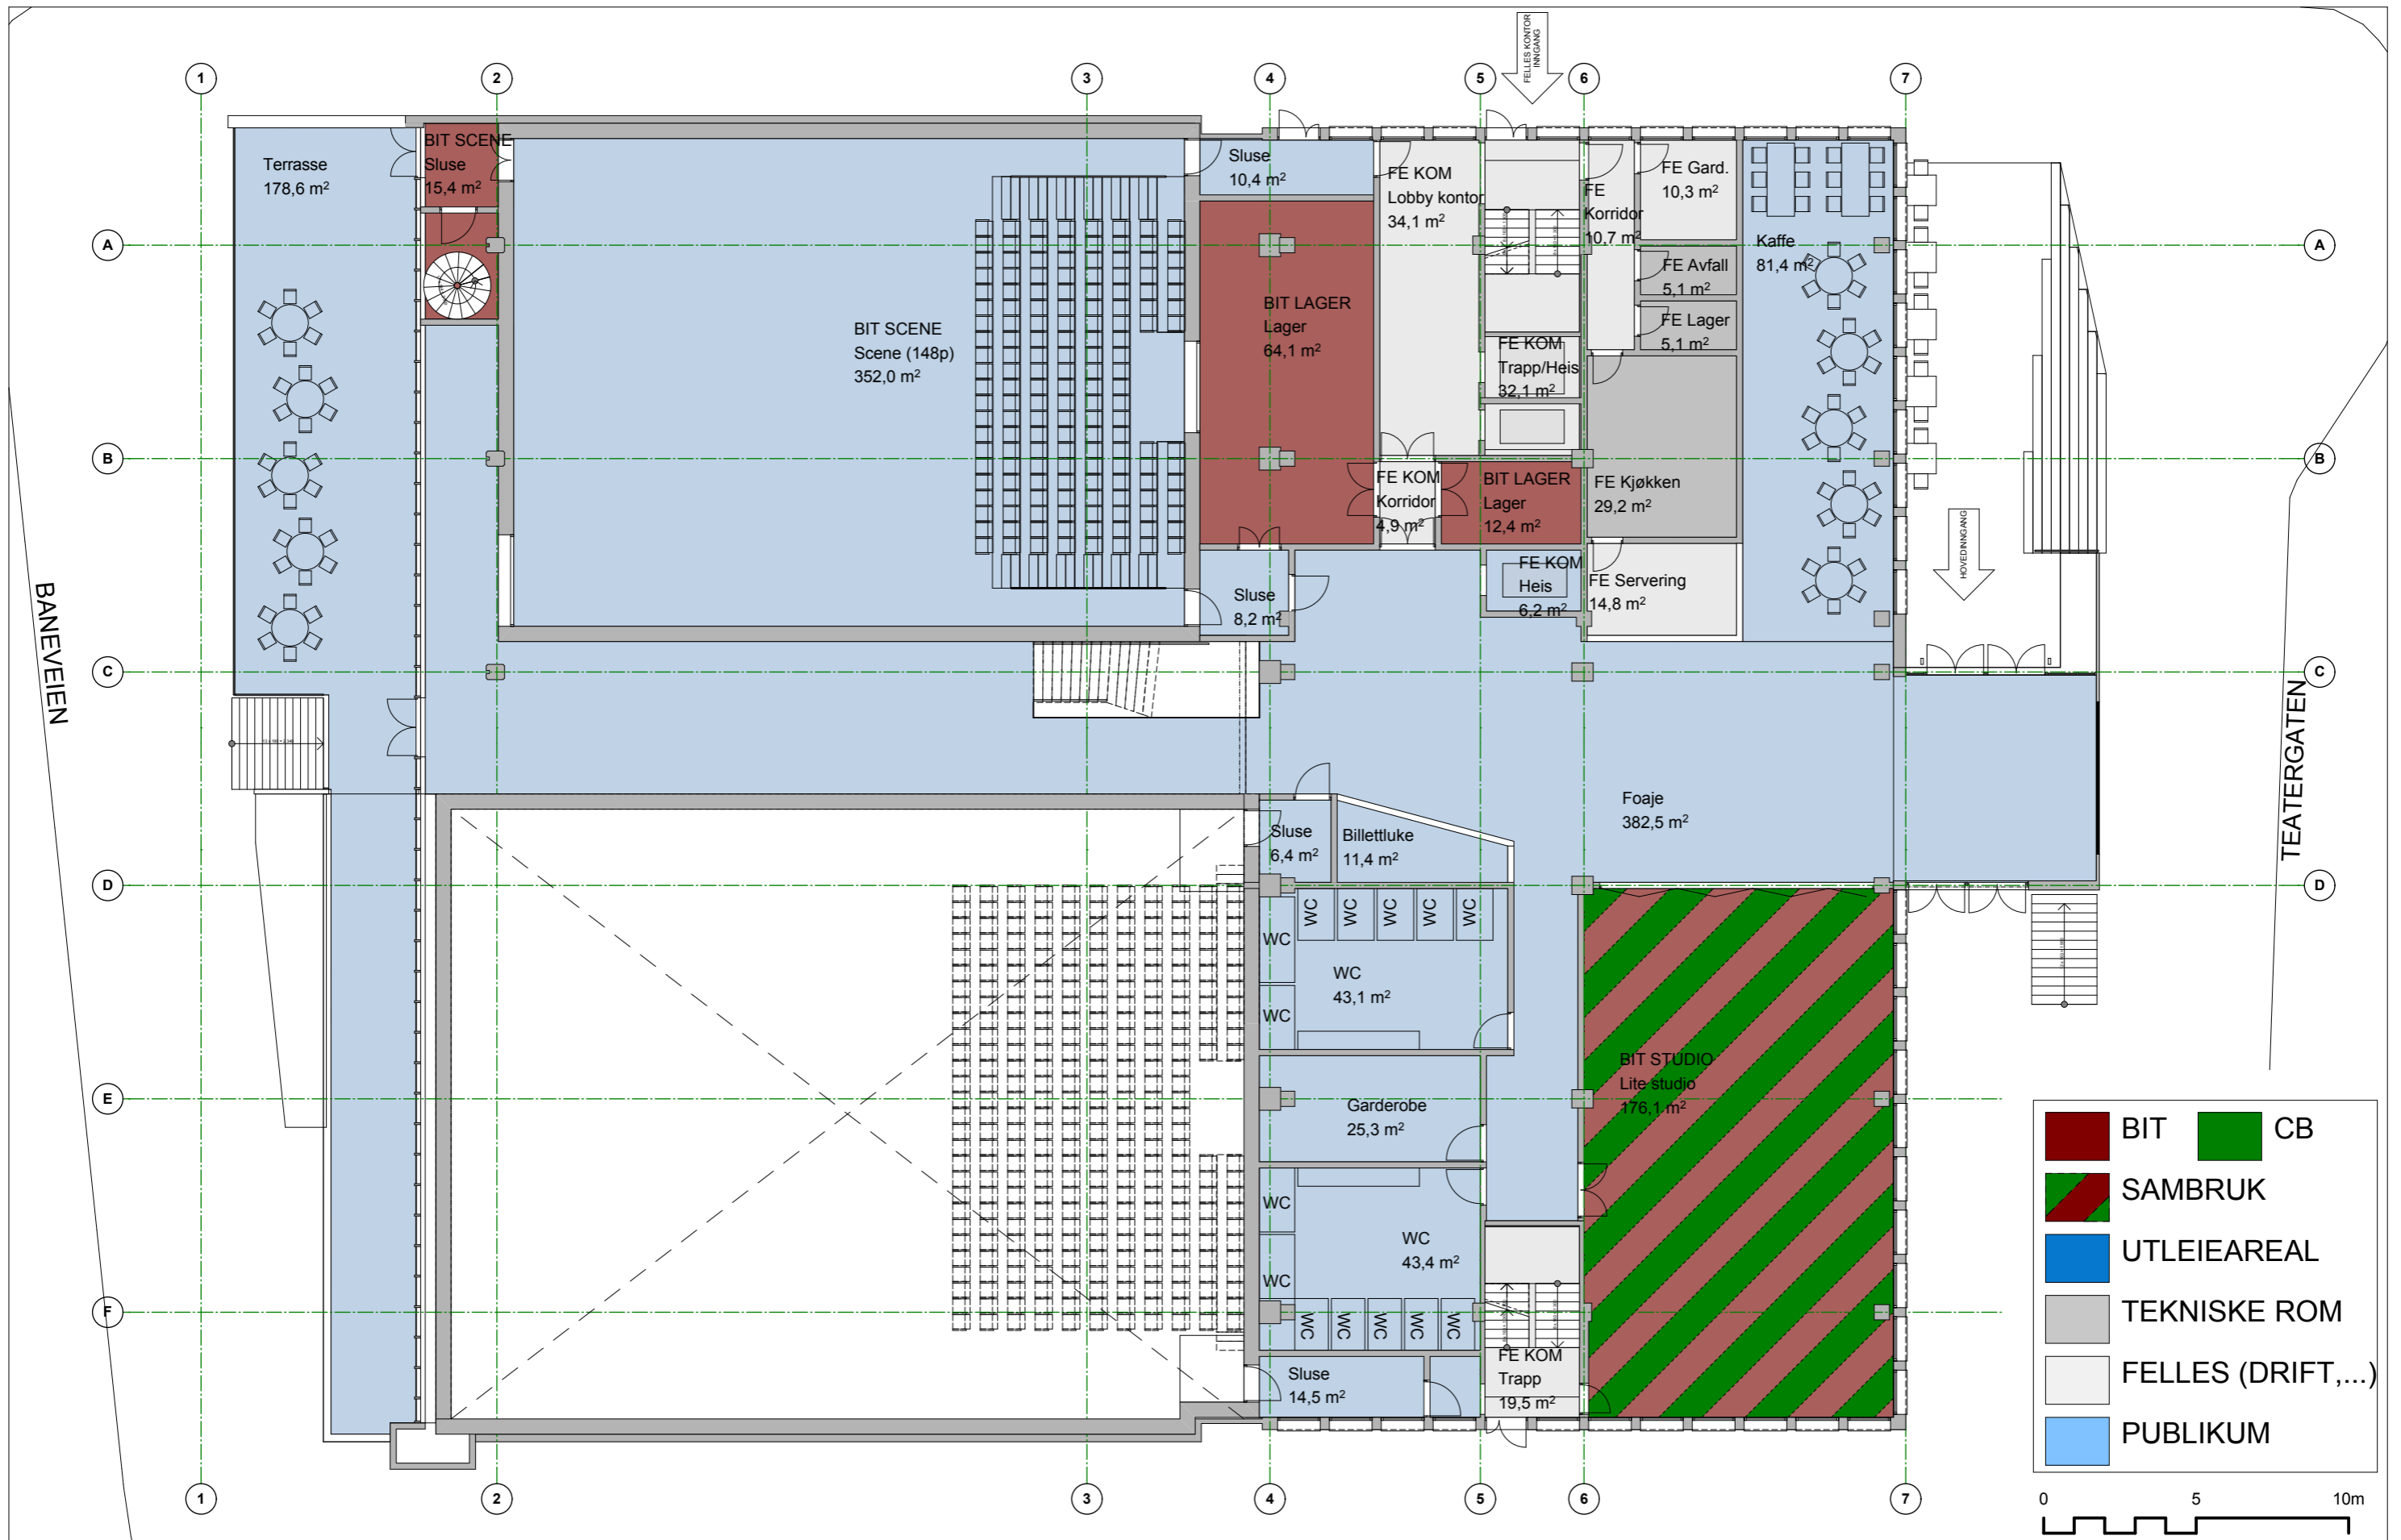 FELLES KONTOR
INNGANG
1
2
3
4
5
6
7
BIT SCENE
Sluse
15,4 m²
Terrasse
178,6 m²
Sluse
10,4 m²
FE KOM
Lobby kontor
34,1 m²
FE
Korridor
10,7 m²
FE Gard.
10,3 m²
A
A
Kaffe
81,4 m²
FE Avfall
5,1 m²
BIT LAGER
Lager
64,1 m²
FE Lager
5,1 m²
BIT SCENE
Scene (148p)
352,0 m²
FE KOM
Trapp/Heis
32,1 m²
B
B
FE KOM
Korridor
4,9 m²
BIT LAGER
Lager
12,4 m²
FE Kjøkken
29,2 m²
HOVEDINNGANG
FE KOM
Heis
6,2 m²
FE Servering
14,8 m²
Sluse
8,2 m²
BANEVEIEN
C
C
TEATERGATEN
Foaje
382,5 m²
Sluse
6,4 m²
Billettluke
11,4 m²
D
D
WC
WC
WC
WC
WC
WC
WC
43,1 m²
WC
BIT STUDIO
Lite studio
176,1 m²
E
Garderobe
25,3 m²
WC
WC
43,4 m²
WC
F
WC
WC
WC
WC
WC
FE KOM
Trapp
19,5 m²
Sluse
14,5 m²
BIT
CB
SAMBRUK
UTLEIEAREAL
TEKNISKE ROM
FELLES (DRIFT,...)
PUBLIKUM
1
2
3
4
5
6
7
0
5
10m